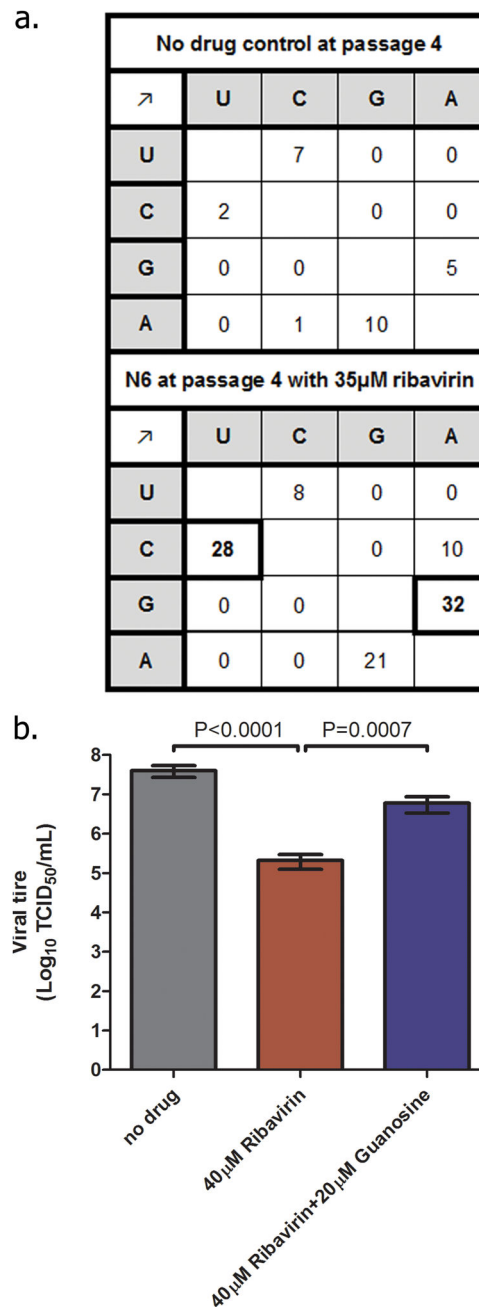 a.
No drug control at passage 4
↗ U C G A
U 7 0 0
C 2 0 0
G 0 0 5
A 0 1 10
N6 at passage 4 with 35µM ribavirin
↗ U C G A
U 8 0 0
C 28 0 10
G 0 0 32
A 0 0 21
b.
P<0.0001 P=0.0007
Viral titre
(Log10 TCID50/mL)
8
7
6
5
4
3
2
1
0
no drug
40µM Ribavirin
40µM Ribavirin+20µM Guanosine